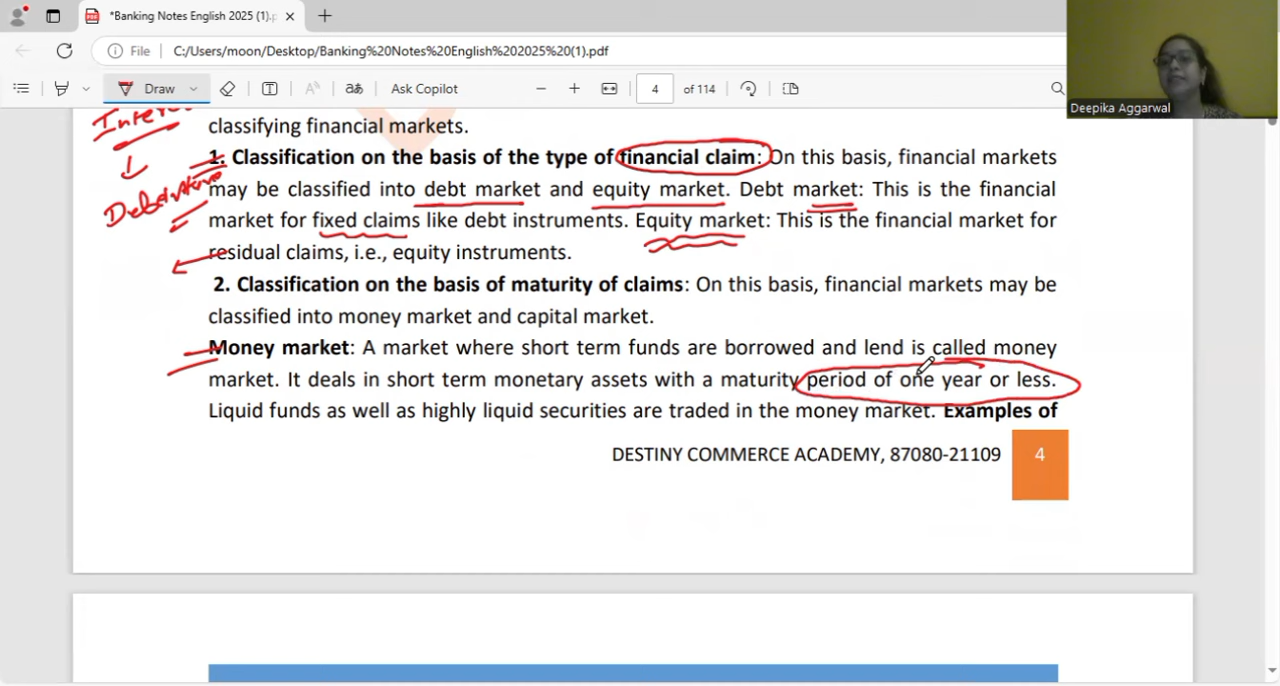 *Banking Notes English 2025 (1).p
File C:/Users/moon/Desktop/Banking%20Notes%20English%202025%20(1).pdf
Draw Ask Copilot 4 of 114
Deepika Aggarwal
classifying financial markets.
1. Classification on the basis of the type of financial claim: On this basis, financial markets
may be classified into debt market and equity market. Debt market: This is the financial
market for fixed claims like debt instruments. Equity market: This is the financial market for
residual claims, i.e., equity instruments.
2. Classification on the basis of maturity of claims: On this basis, financial markets may be
classified into money market and capital market.
Money market: A market where short term funds are borrowed and lend is called money
market. It deals in short term monetary assets with a maturity period of one year or less.
Liquid funds as well as highly liquid securities are traded in the money market. Examples of
DESTINY COMMERCE ACADEMY, 87080-21109 4